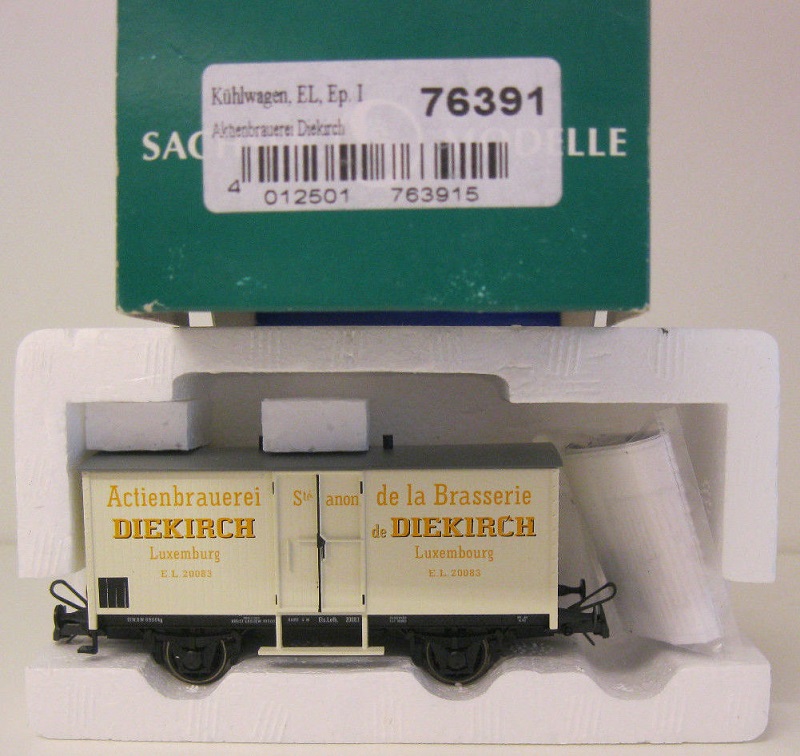 Kühlwagen, EL, Ep. I
76391
Aktienbrauerei Diekirch
SAC
DELLE
4 012501 763915
Actienbrauerei
DIEKIRCH
Luxemburg
E.L. 20083
Sté anon
de la Brasserie
de DIEKIRCH
Luxembourg
E.L. 20083